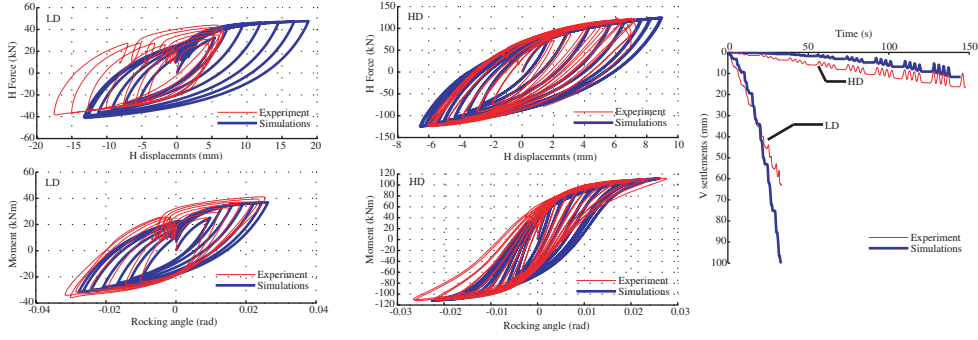 LD
60
40
20
0
-20
-40
-60
H Force (kN)
Experiment
Simulations
-20 -15 -10 -5 0 5 10 15 20
H displacemnts (mm)
HD
150
100
50
0
-50
-100
-150
H Force (kN)
Experiment
Simulations
-8 -6 -4 -2 0 2 4 6 8 10
H displacemnts (mm)
LD
60
40
20
0
-20
-40
Moment (kNm)
Experiment
Simulations
-0.04 -0.02 0 0.02 0.04
Rocking angle (rad)
HD
120
100
80
60
40
20
0
-20
-40
-60
-80
-100
-120
Moment (kNm)
Experiment
Simulations
-0.03 -0.02 -0.01 0 0.01 0.02 0.03
Rocking angle (rad)
Time (s)
0 50 100 150
0
10
20
30
40
50
60
70
80
90
100
V settlements (mm)
HD
LD
Experiment
Simulations